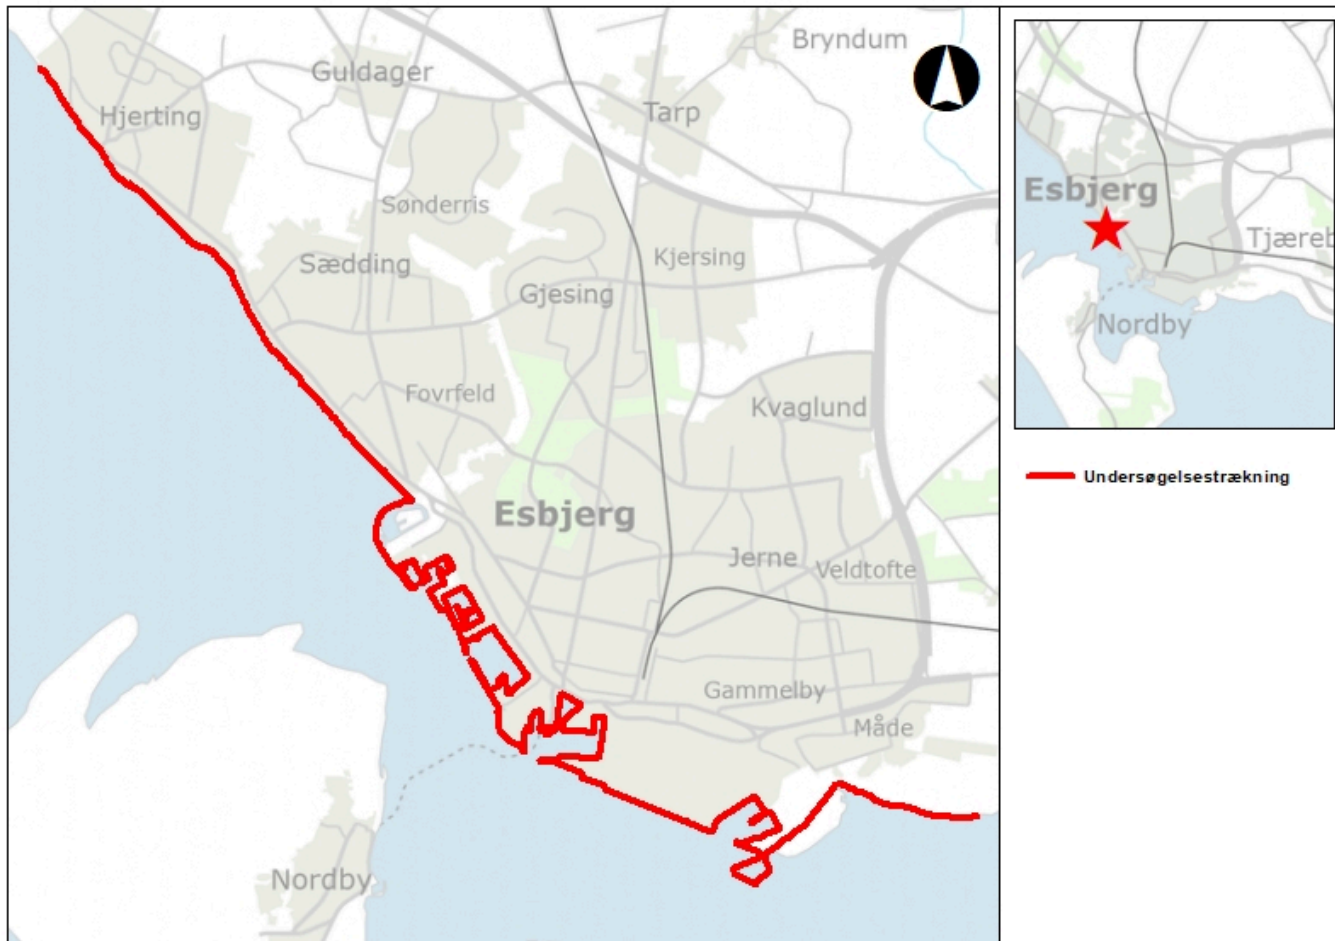 Bryndum
Guldager
Hjerting
Tarp
Sønderris
Sædding
Kjersing
Gjesing
Fovrfeld
Kvaglund
Esbjerg
Jerne
Veldtofte
Gammelby
Måde
Nordby
Esbjerg
Tjæreb
Nordby
Undersøgelsestrækning